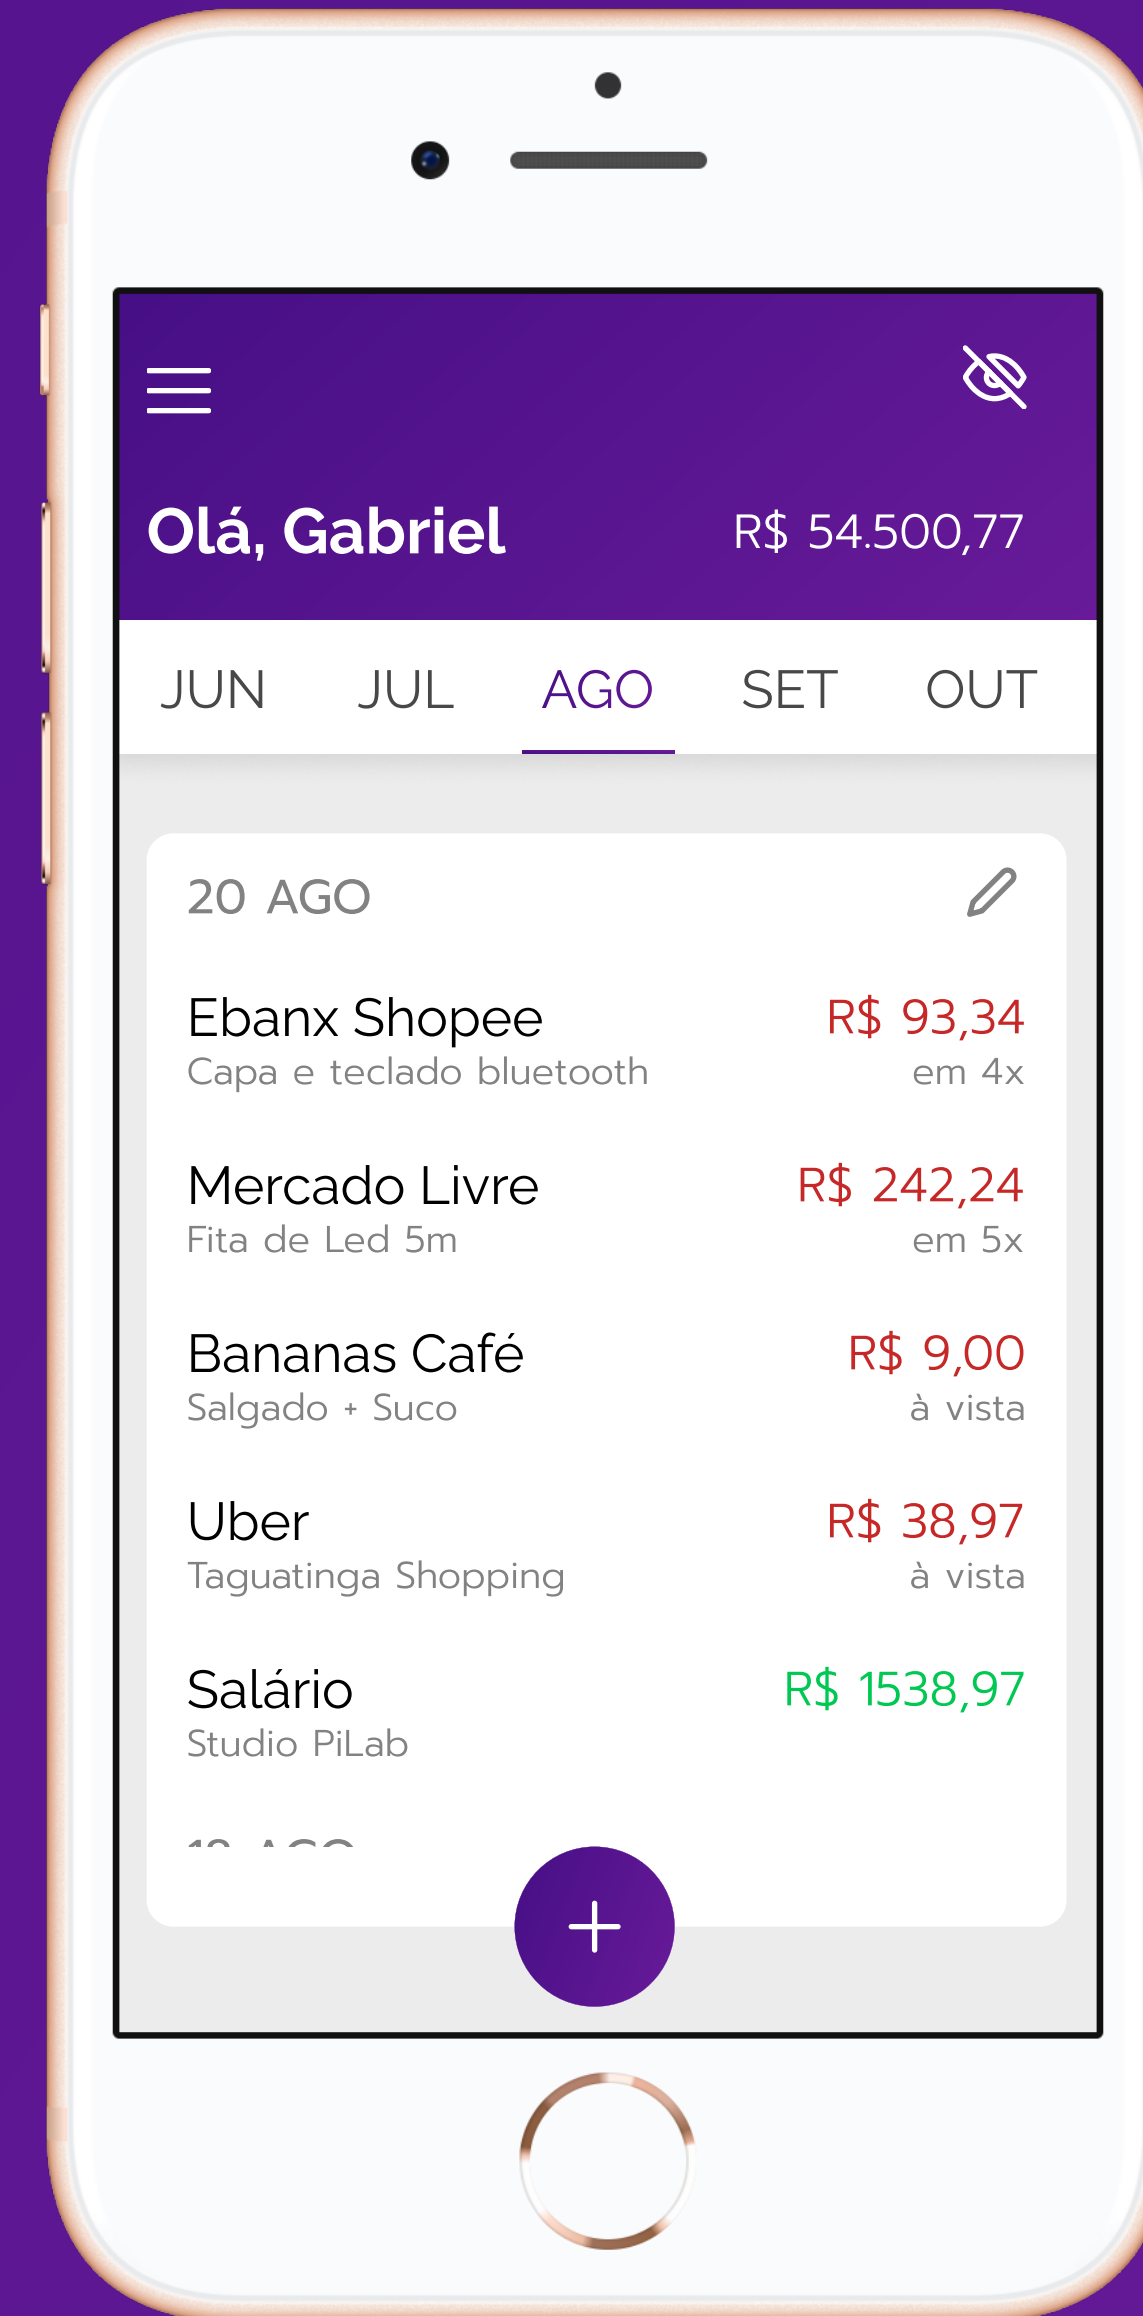 Olá, Gabriel
R$ 54.500,77
JUN JUL AGO SET OUT
20 AGO
Ebanx Shopee R$ 93,34
Capa e teclado bluetooth em 4x
Mercado Livre R$ 242,24
Fita de Led 5m em 5x
Bananas Café R$ 9,00
Salgado + Suco à vista
Uber R$ 38,97
Taguatinga Shopping à vista
Salário R$ 1538,97
Studio PiLab
AGO